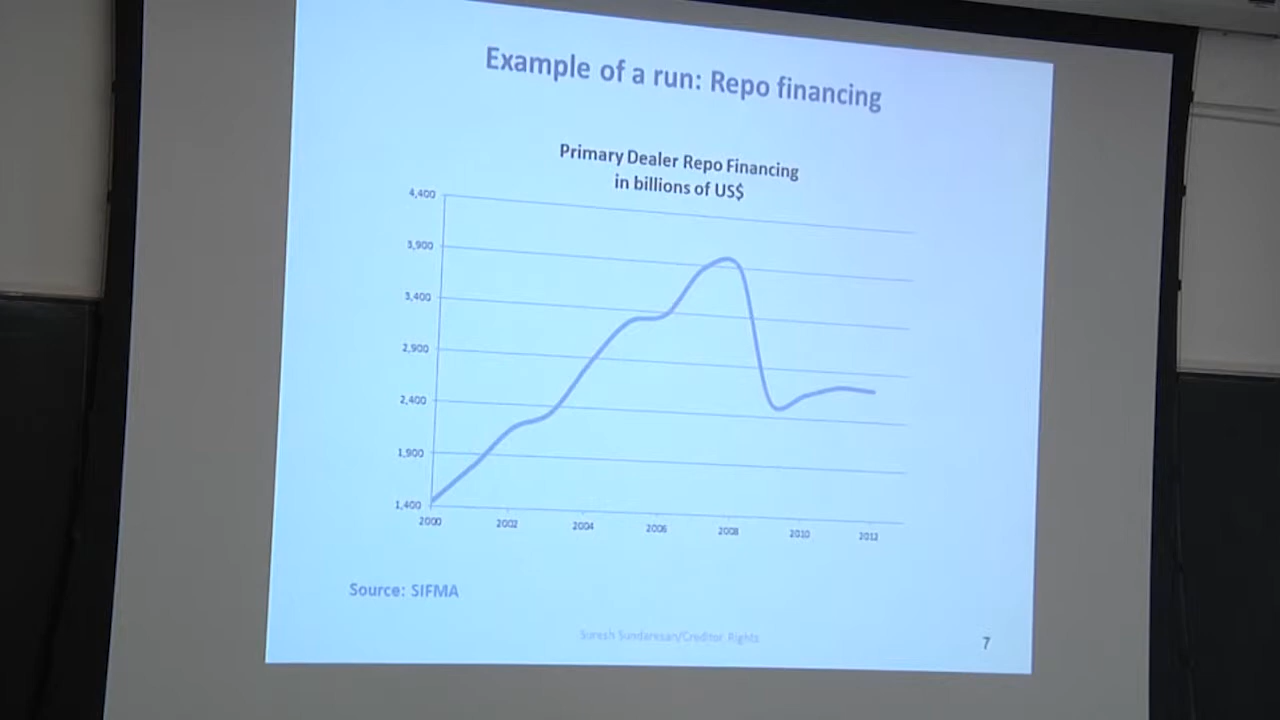 Example of a run: Repo financing
Primary Dealer Repo Financing
in billions of US$
4,400
3,900
3,400
2,900
2,400
1,900
1,400
2000 2002 2004 2006 2008 2010 2012
Source: SIFMA
Suresh Sundaresan/Creditor Rights
7